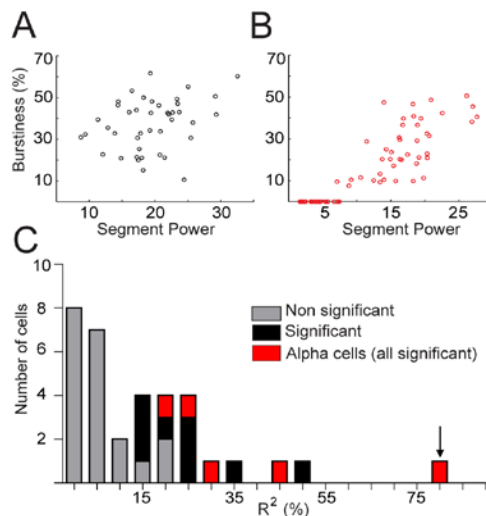 A
B
70
50
30
10
Burstiness (%)
10
20
30
Segment Power
70
50
30
10
5
15
25
Segment Power
C
10
8
6
4
2
Number of cells
Non significant
Significant
Alpha cells (all significant)
15
35
55
75
R² (%)